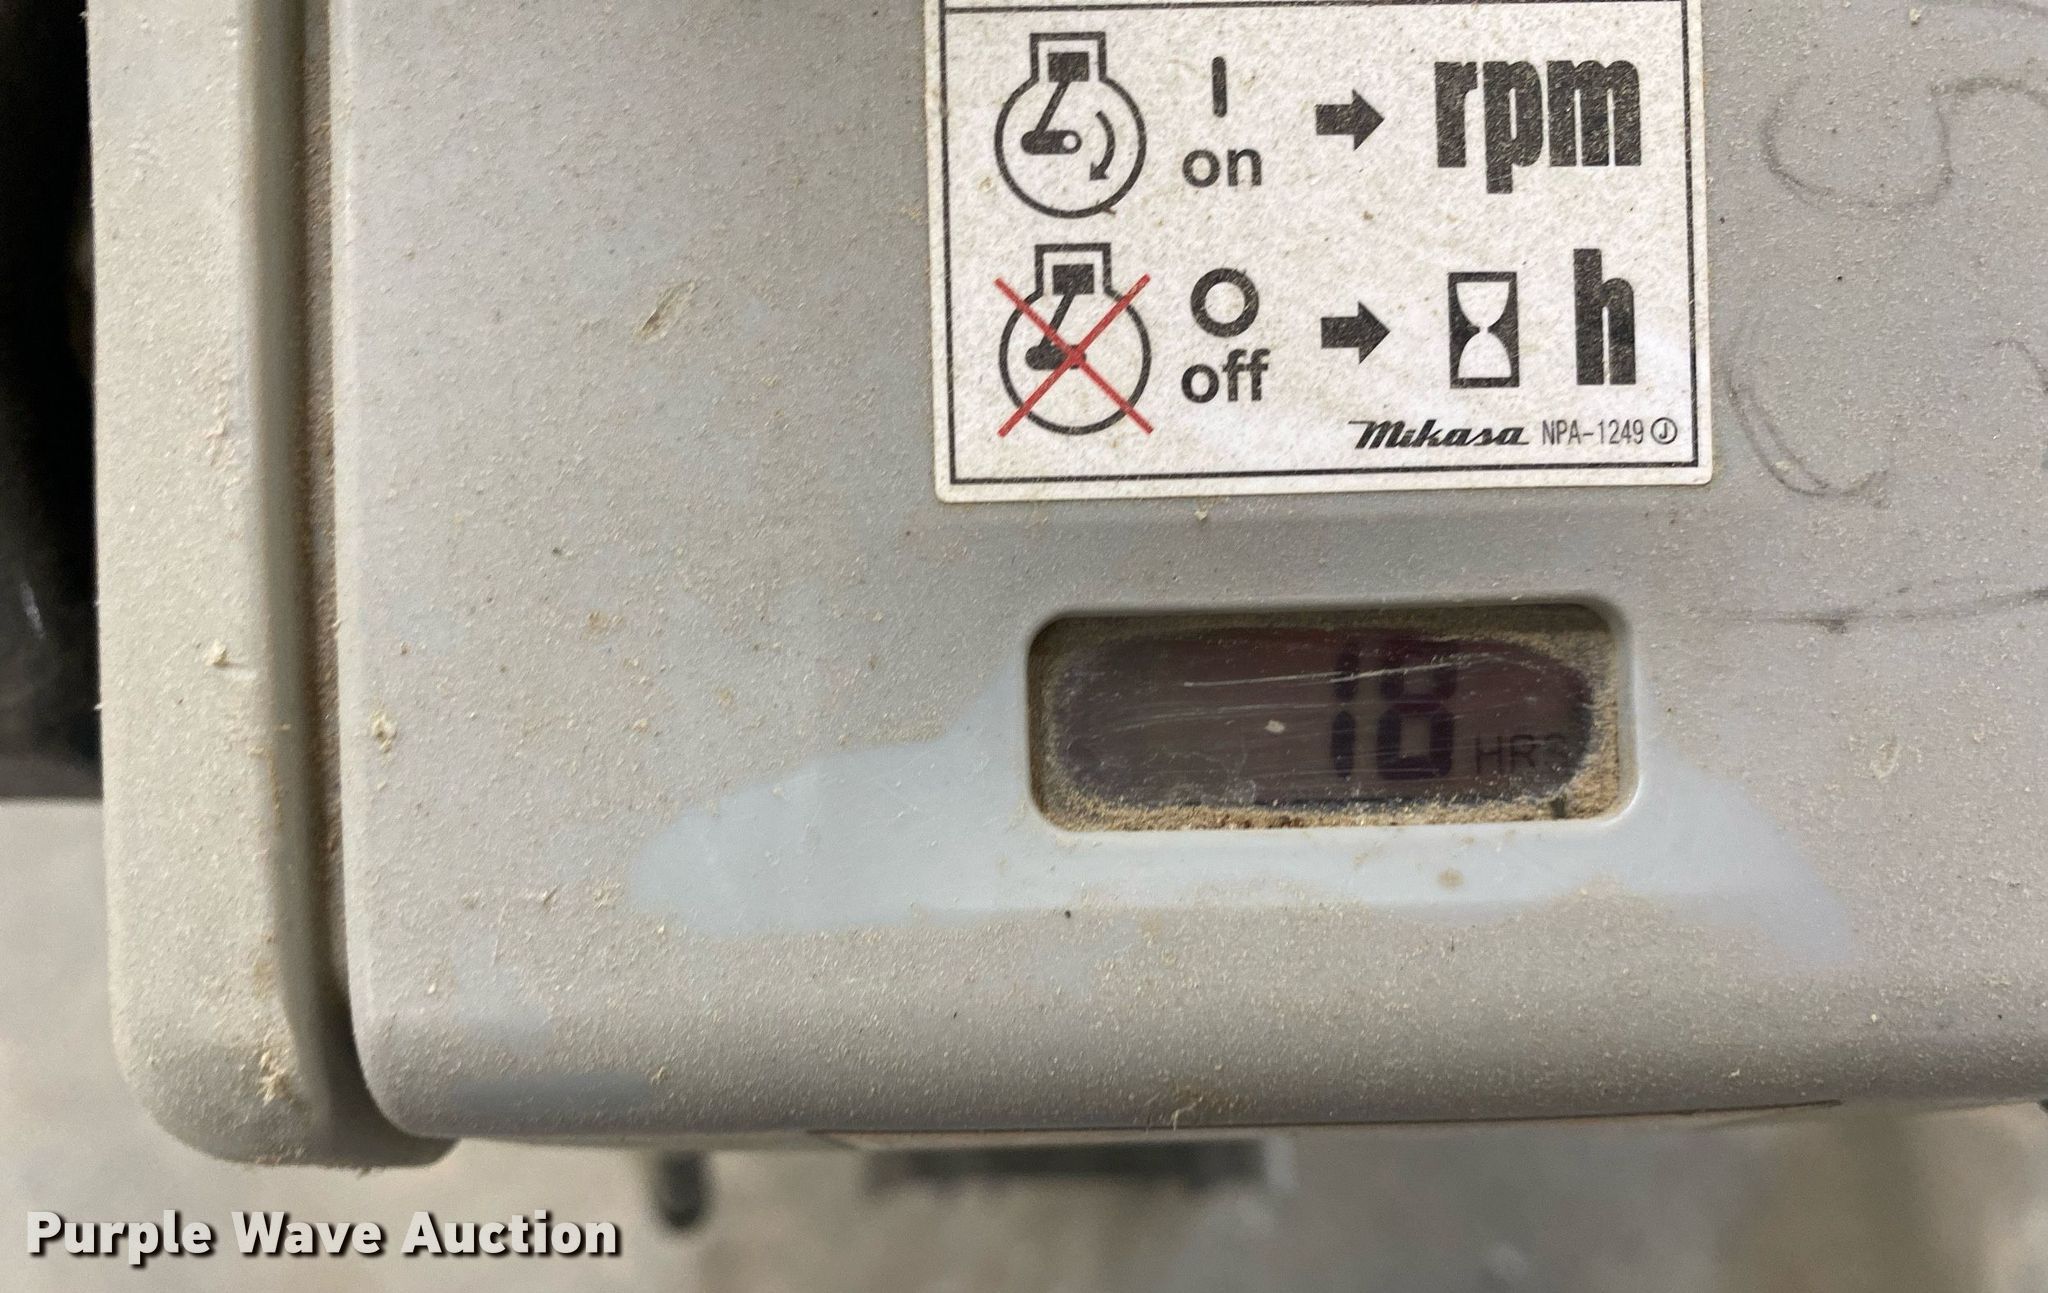 I
on
rpm
O
off
h
Mikasa NPA-1249 J
18 HRS
Purple Wave Auction